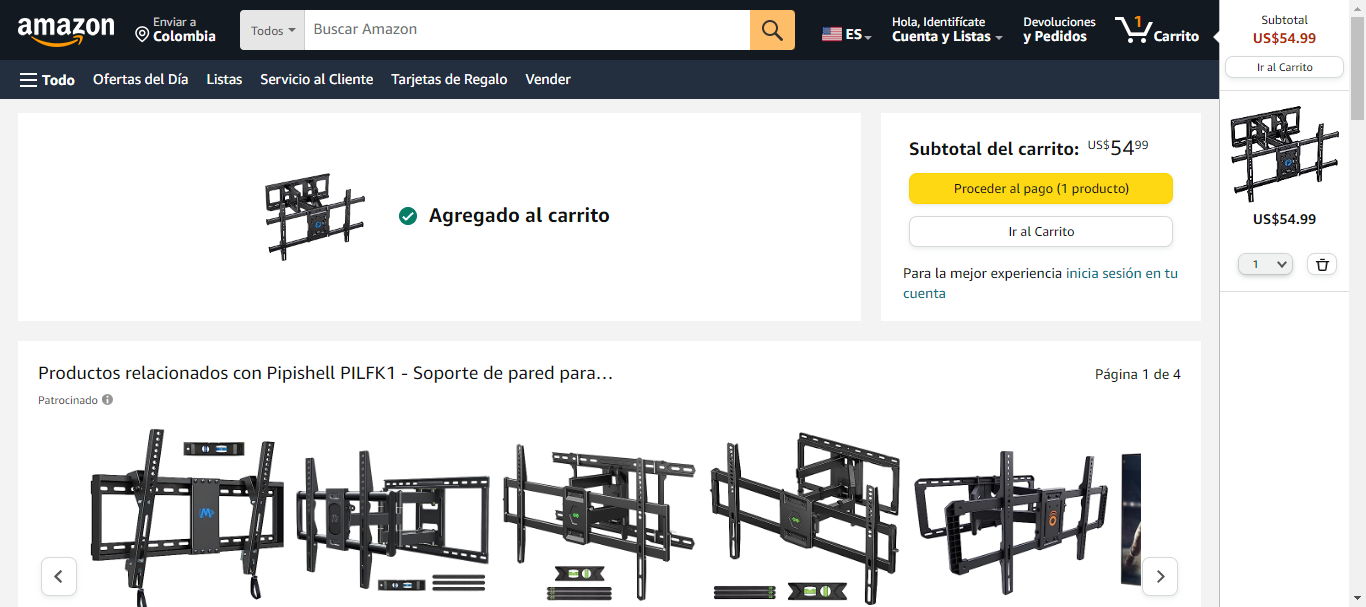 amazon
Enviar a
Colombia
Todos
Buscar Amazon
ES
Hola, Identifícate
Cuenta y Listas
Devoluciones
y Pedidos
1
Carrito
Subtotal
US$54.99
Ir al Carrito
Todo
Ofertas del Día
Listas
Servicio al Cliente
Tarjetas de Regalo
Vender
Agregado al carrito
Subtotal del carrito: US$5499
Proceder al pago (1 producto)
Ir al Carrito
Para la mejor experiencia inicia sesión en tu
cuenta
US$54.99
1
Productos relacionados con Pipishell PILFK1 - Soporte de pared para…
Página 1 de 4
Patrocinado